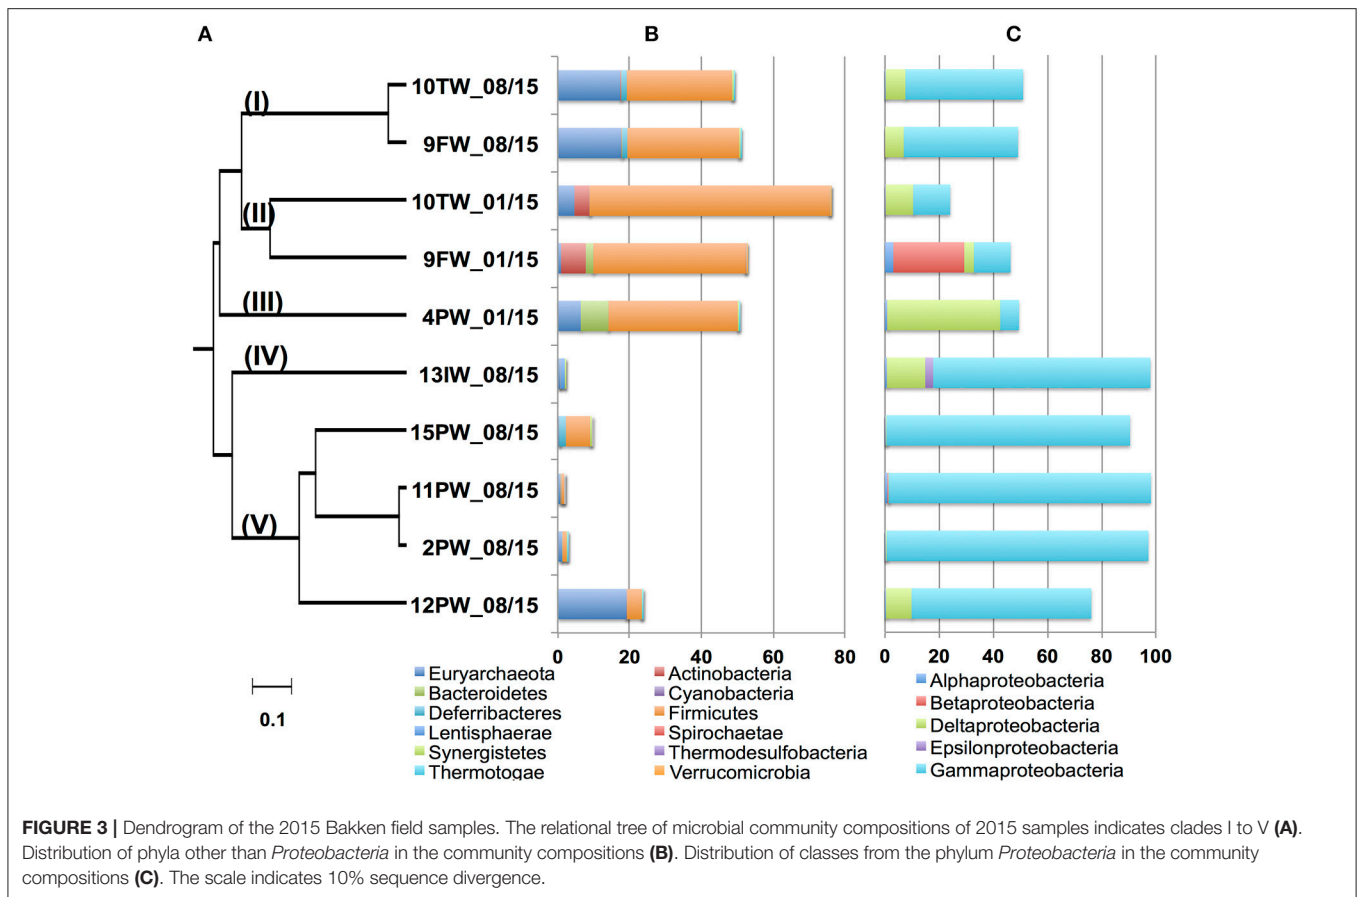 A B C
(I) 10TW_08/15
9FW_08/15
(II) 10TW_01/15
9FW_01/15
(III) 4PW_01/15
(IV) 13IW_08/15
15PW_08/15
11PW_08/15
(V) 2PW_08/15
12PW_08/15
0 20 40 60 80 0 20 40 60 80 100
0.1
Euryarchaeota Actinobacteria
Bacteroidetes Cyanobacteria
Deferribacteres Firmicutes
Lentisphaerae Spirochaetae
Synergistetes Thermodesulfobacteria
Thermotogae Verrucomicrobia
Alphaproteobacteria
Betaproteobacteria
Deltaproteobacteria
Epsilonproteobacteria
Gammaproteobacteria
FIGURE 3 | Dendrogram of the 2015 Bakken field samples. The relational tree of microbial community compositions of 2015 samples indicates clades I to V (A).
Distribution of phyla other than Proteobacteria in the community compositions (B). Distribution of classes from the phylum Proteobacteria in the community
compositions (C). The scale indicates 10% sequence divergence.